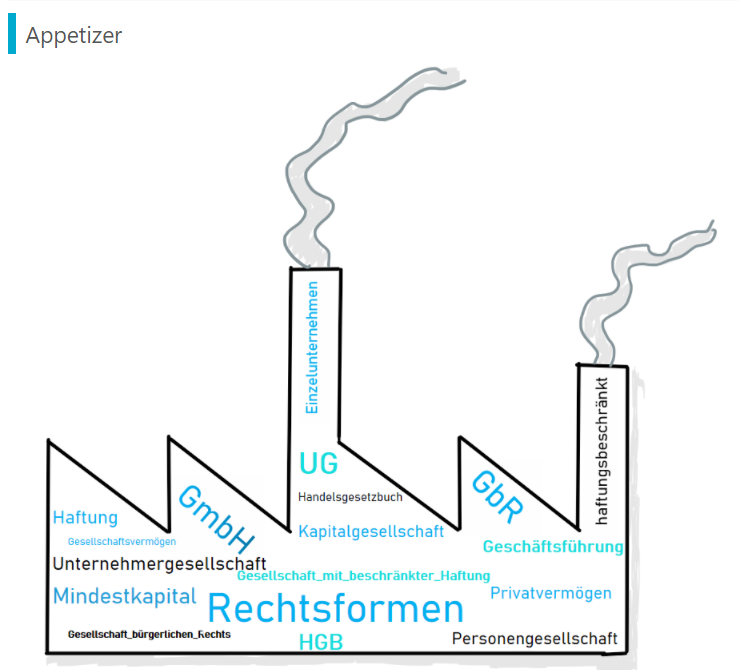 Appetizer
Einzelunternehmen
haftungsbeschränkt
UG
GmbH
GbR
Handelsgesetzbuch
Haftung
Kapitalgesellschaft
Gesellschaftsvermögen
Geschäftsführung
Unternehmergesellschaft
Gesellschaft_mit_beschränkter_Haftung
Mindestkapital
Privatvermögen
Rechtsformen
Gesellschaft_bürgerlichen_Rechts
HGB
Personengesellschaft